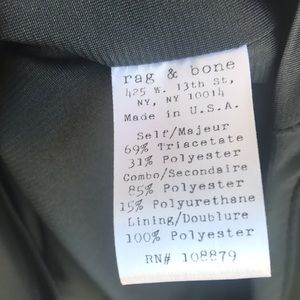 rag & bone
425 W. 13th St,
NY, NY 10014
Made in U.S.A.
Self/Majeur
69% Triacetate
31% Polyester
Combo/Secondaire
85% Polyester
15% Polyurethane
Lining/Doublure
100% Polyester
RN# 108879